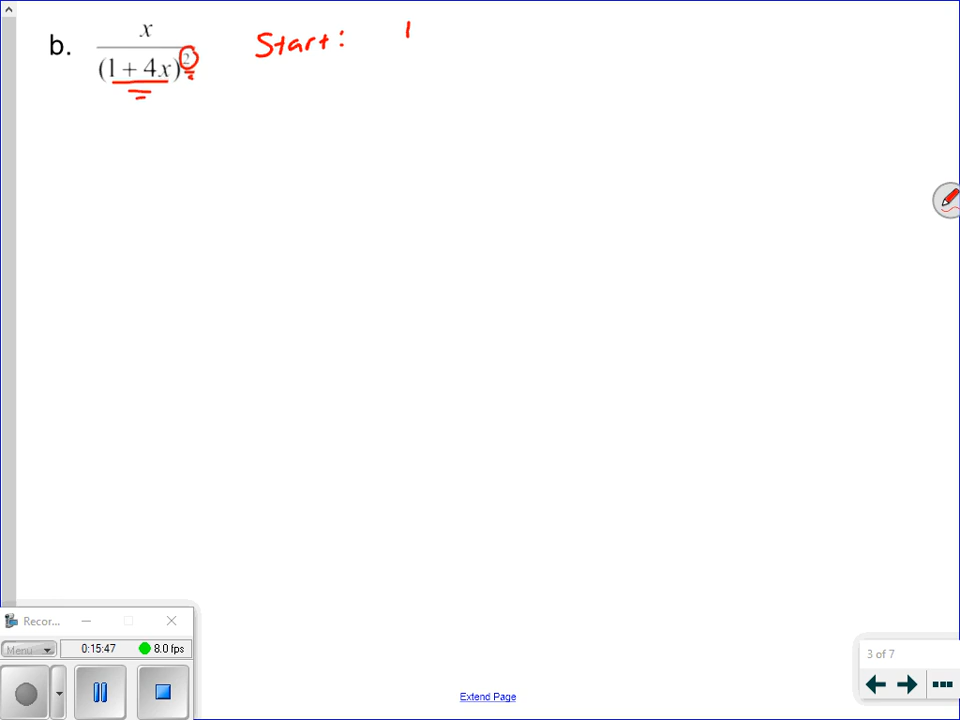 b. x/(1 + 4x)² Start: 1
Recor...
Menu 0:15:47 8.0 fps
3 of 7
Extend Page